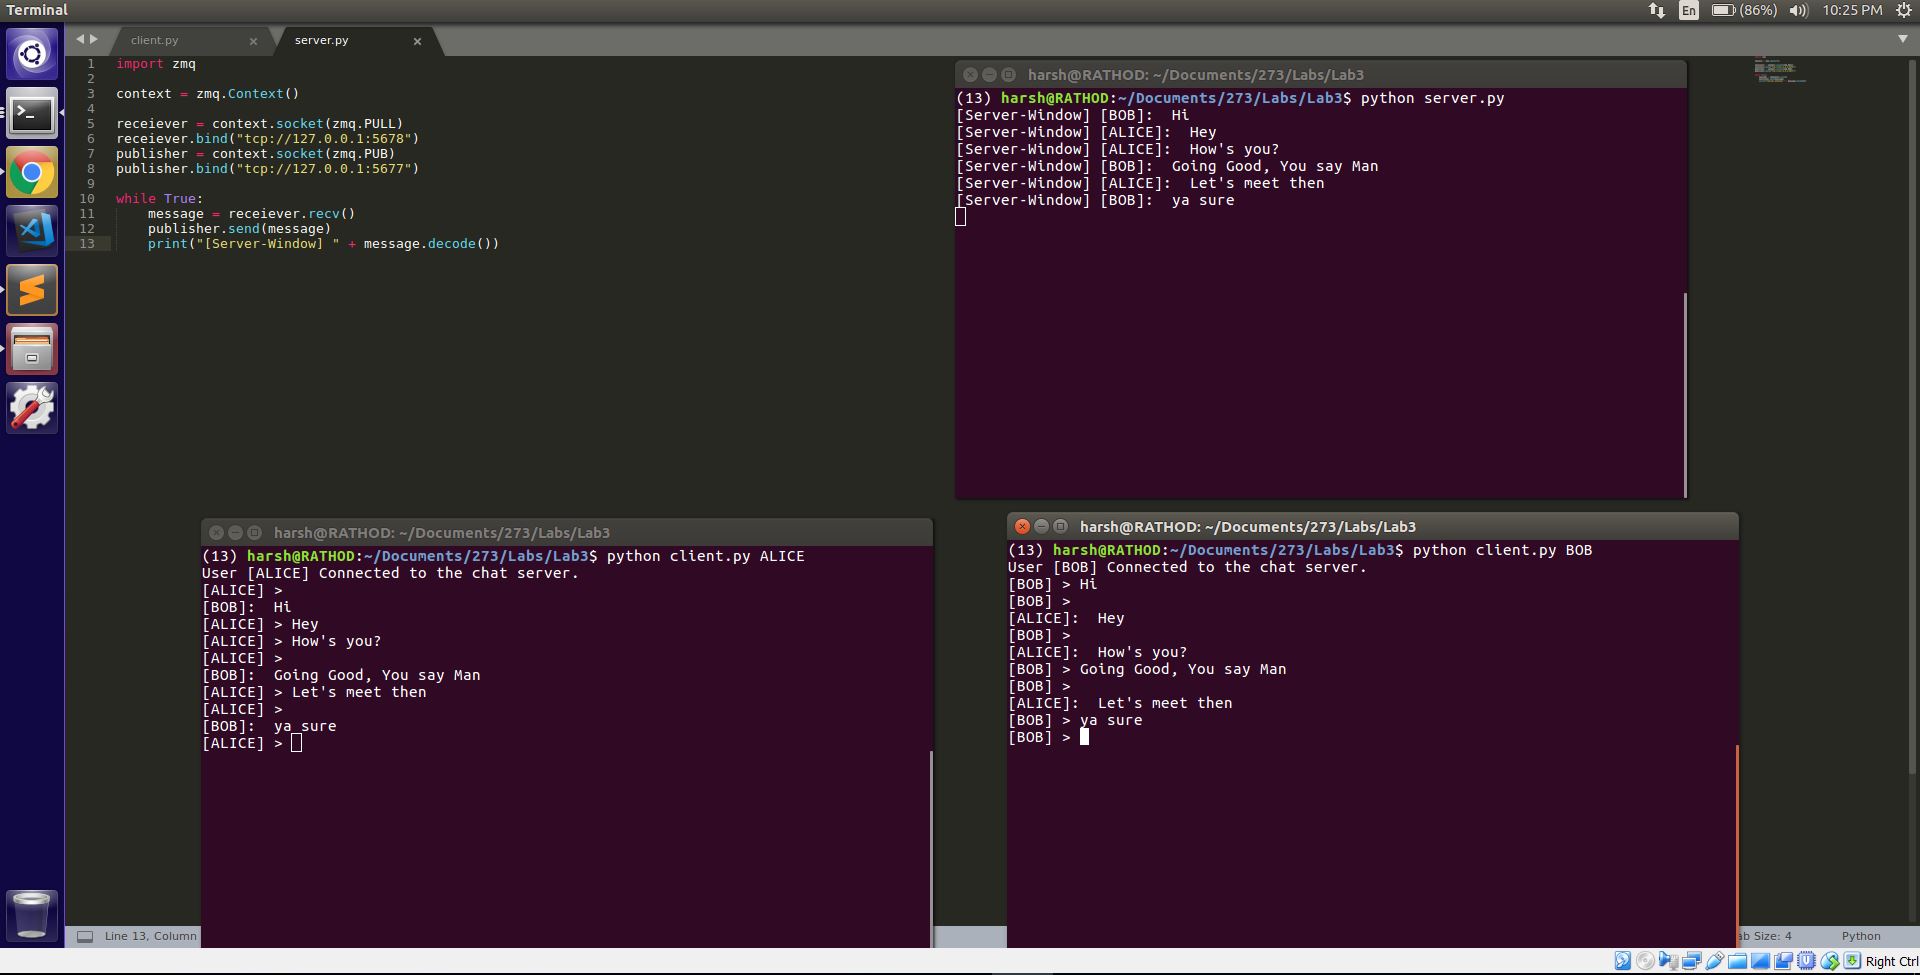 Terminal
En (86%) 10:25 PM
client.py × server.py ×
1 import zmq
2
3 context = zmq.Context()
4
5 receiever = context.socket(zmq.PULL)
6 receiever.bind("tcp://127.0.0.1:5678")
7 publisher = context.socket(zmq.PUB)
8 publisher.bind("tcp://127.0.0.1:5677")
9
10 while True:
11 message = receiever.recv()
12 publisher.send(message)
13 print("[Server-Window] " + message.decode())
harsh@RATHOD: ~/Documents/273/Labs/Lab3
(13) harsh@RATHOD:~/Documents/273/Labs/Lab3$ python server.py
[Server-Window] [BOB]:  Hi
[Server-Window] [ALICE]:  Hey
[Server-Window] [ALICE]:  How's you?
[Server-Window] [BOB]:  Going Good, You say Man
[Server-Window] [ALICE]:  Let's meet then
[Server-Window] [BOB]:  ya sure
harsh@RATHOD: ~/Documents/273/Labs/Lab3
(13) harsh@RATHOD:~/Documents/273/Labs/Lab3$ python client.py ALICE
User [ALICE] Connected to the chat server.
[ALICE] >
[BOB]:  Hi
[ALICE] > Hey
[ALICE] > How's you?
[ALICE] >
[BOB]:  Going Good, You say Man
[ALICE] > Let's meet then
[ALICE] >
[BOB]:  ya sure
[ALICE] >
harsh@RATHOD: ~/Documents/273/Labs/Lab3
(13) harsh@RATHOD:~/Documents/273/Labs/Lab3$ python client.py BOB
User [BOB] Connected to the chat server.
[BOB] > Hi
[BOB] >
[ALICE]:  Hey
[BOB] >
[ALICE]:  How's you?
[BOB] > Going Good, You say Man
[BOB] >
[ALICE]:  Let's meet then
[BOB] > ya sure
[BOB] >
Line 13, Column
ab Size: 4 Python
Right Ctrl